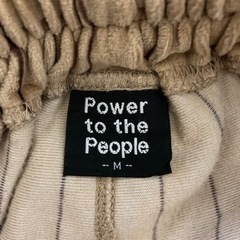 Power
to the
People
-- M --